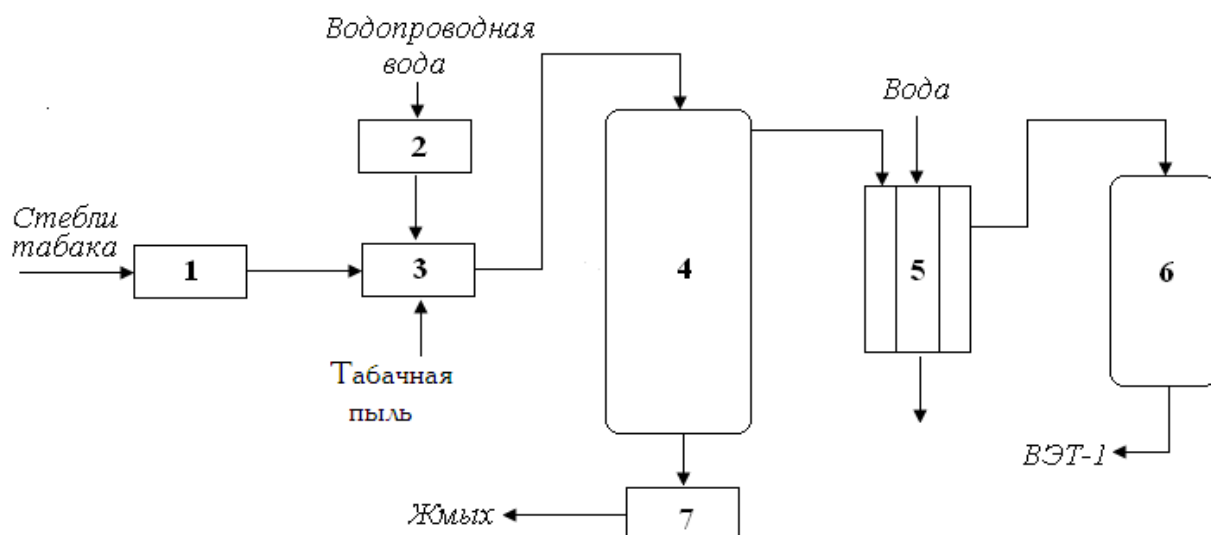 Водопроводная
вода
Вода
2
Стебли
табака
1
3
4
5
6
Табачная
пыль
ВЭТ-1
Жмых
7